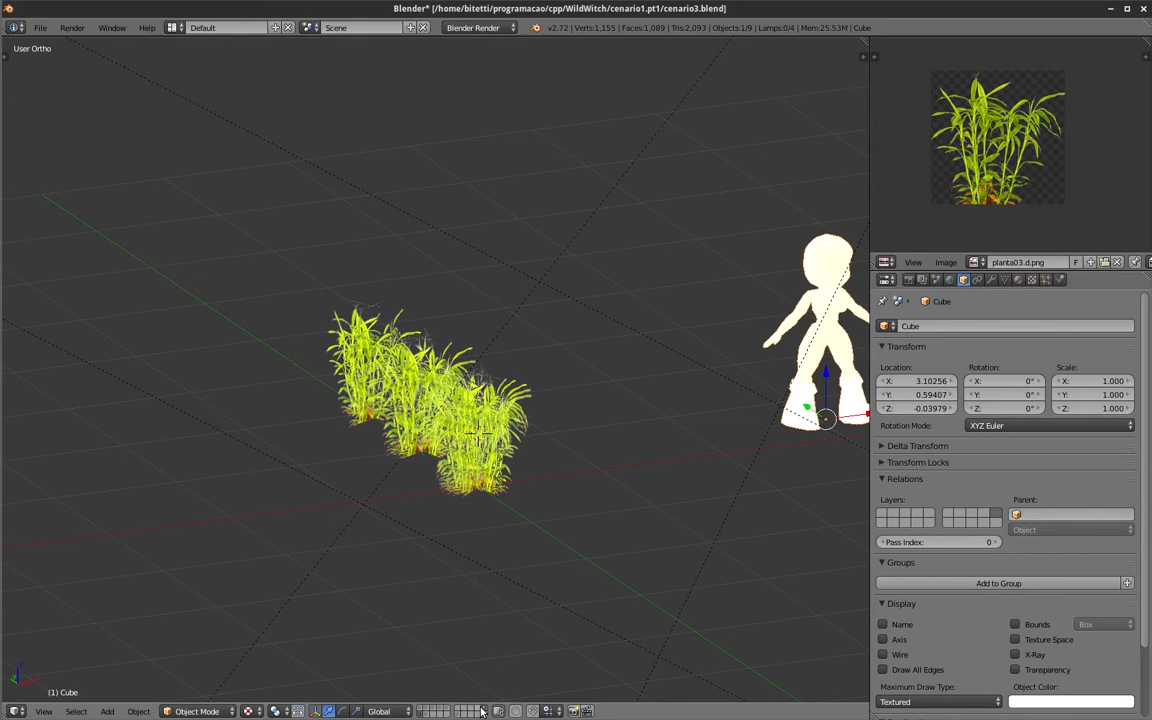 Blender* [/home/bitetti/programacao/cpp/WildWitch/cenario1.pt1/cenario3.blend]
File Render Window Help Default Scene Blender Render v2.72 | Verts:1,155 | Faces:1,089 | Tris:2,093 | Objects:1/9 | Lamps:0/4 | Mem:25.53M | Cube
User Ortho
View Image planta03.d.png F
Cube
Cube
Transform
Location: Rotation: Scale:
X: 3.10256 X: 0° X: 1.000
Y: 0.59407 Y: 0° Y: 1.000
Z: -0.03979 Z: 0° Z: 1.000
Rotation Mode: XYZ Euler
Delta Transform
Transform Locks
Relations
Layers: Parent:
Object
Pass Index: 0
Groups
Add to Group
Display
Name Bounds Box
Axis Texture Space
Wire X-Ray
Draw All Edges Transparency
Maximum Draw Type: Object Color:
Textured
(1) Cube
View Select Add Object Object Mode Global